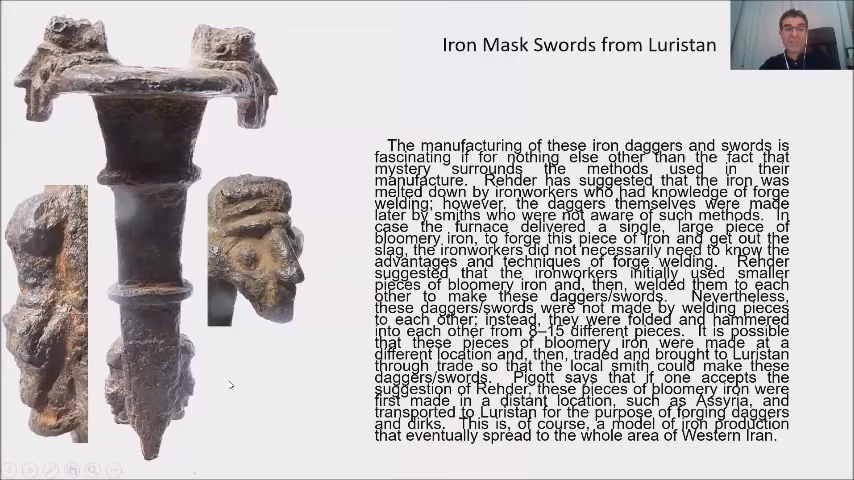 Iron Mask Swords from Luristan
The manufacturing of these iron daggers and swords is
fascinating if for nothing else other than the fact that
mystery surrounds the methods used in their
manufacture. Rehder has suggested that the iron was
melted down by ironworkers who had knowledge of forge
welding; however, the daggers themselves were made
later by smiths who were not aware of such methods. In
case the furnace delivered a single, large piece of
bloomery iron, to forge this piece of iron and get out the
slag, the ironworkers did not necessarily need to know the
advantages and techniques of forge welding. Rehder
suggested that the ironworkers initially used smaller
pieces of bloomery iron and, then, welded them to each
other to make these daggers/swords. Nevertheless,
these daggers/swords were not made by welding pieces
to each other; instead, they were folded and hammered
into each other from 8–15 different pieces. It is possible
that these pieces of bloomery iron were made at a
different location and, then, traded and brought to Luristan
through trade so that the local smith could make these
daggers/swords. Pigott says that if one accepts the
suggestion of Rehder, these pieces of bloomery iron were
first made in a distant location, such as Assyria, and
transported to Luristan for the purpose of forging daggers
and dirks. This is, of course, a model of iron production
that eventually spread to the whole area of Western Iran.